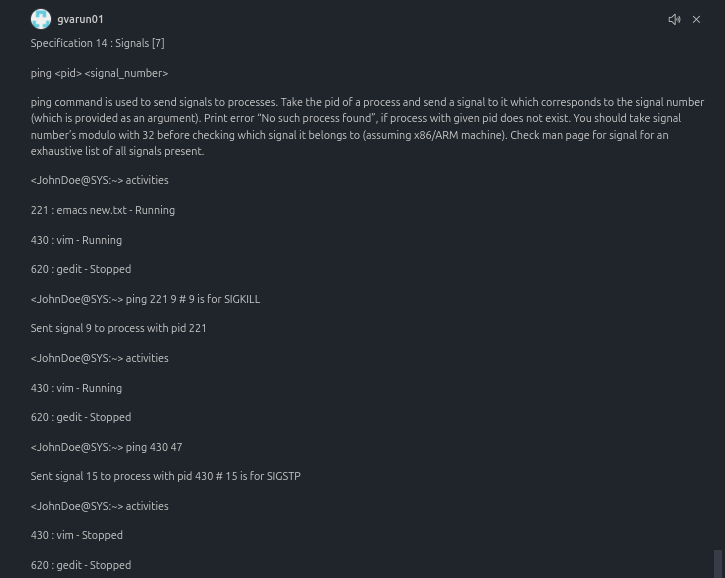 gvarun01
Specification 14 : Signals [7]
ping <pid> <signal_number>
ping command is used to send signals to processes. Take the pid of a process and send a signal to it which corresponds to the signal number
(which is provided as an argument). Print error “No such process found”, if process with given pid does not exist. You should take signal
number's modulo with 32 before checking which signal it belongs to (assuming x86/ARM machine). Check man page for signal for an
exhaustive list of all signals present.
<JohnDoe@SYS:~> activities
221 : emacs new.txt - Running
430 : vim - Running
620 : gedit - Stopped
<JohnDoe@SYS:~> ping 221 9 # 9 is for SIGKILL
Sent signal 9 to process with pid 221
<JohnDoe@SYS:~> activities
430 : vim - Running
620 : gedit - Stopped
<JohnDoe@SYS:~> ping 430 47
Sent signal 15 to process with pid 430 # 15 is for SIGSTP
<JohnDoe@SYS:~> activities
430 : vim - Stopped
620 : gedit - Stopped